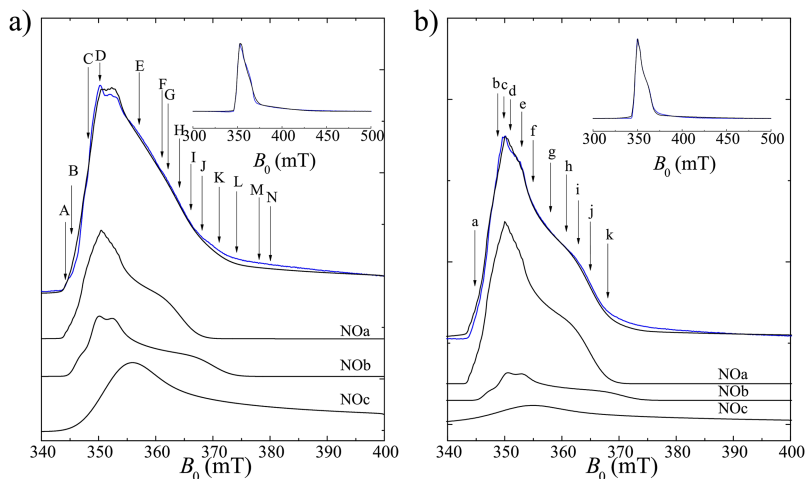 a)
A
B
C
D
E
F
G
H
I
J
K
L
M
N
300 350 400 450 500
B0 (mT)
NOa
NOb
NOc
340 350 360 370 380 390 400
B0 (mT)
b)
a
b
c
d
e
f
g
h
i
j
k
300 350 400 450 500
B0 (mT)
NOa
NOb
NOc
340 350 360 370 380 390 400
B0 (mT)